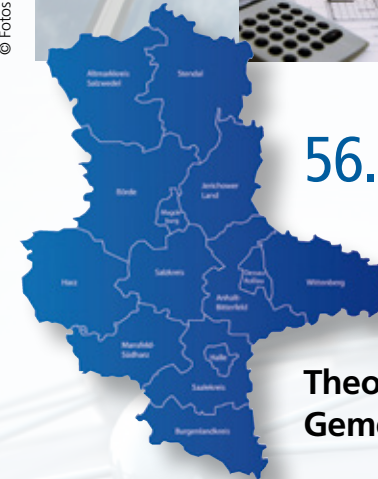 © Fotos
Altmarkkreis
Salzwedel
Stendal
56.
Börde
Jerichower
Land
Magde-
burg
Harz
Salzkreis
Anhalt-
Bitterfeld
Dessau
Roßlau
Wittenberg
Mansfeld-
Südharz
Halle
Saalekreis
Burgenlandkreis
Theo
Geme